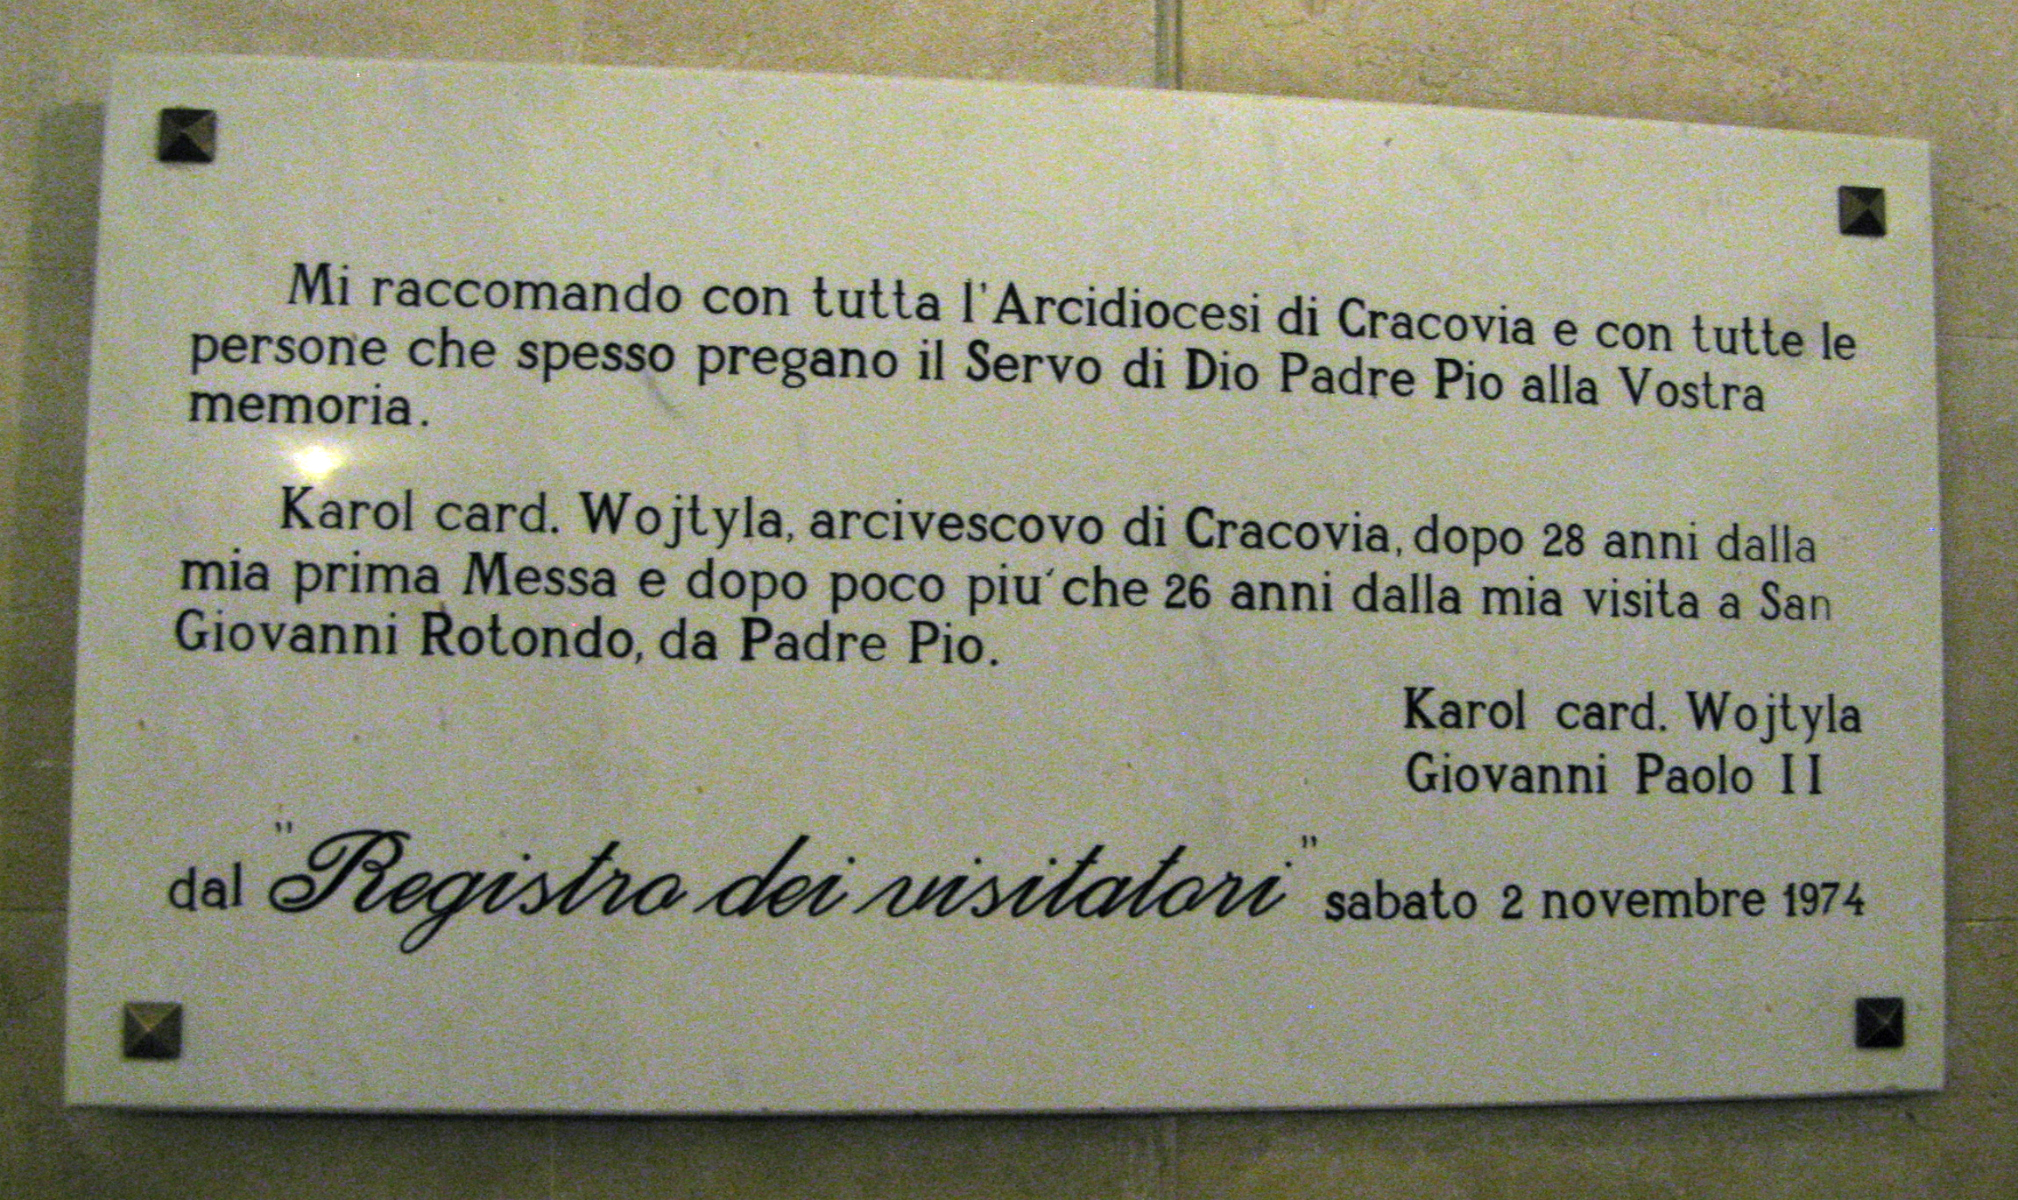 Mi raccomando con tutta l'Arcidiocesi di Cracovia e con tutte le
persone che spesso pregano il Servo di Dio Padre Pio alla Vostra
memoria.
Karol card. Wojtyla, arcivescovo di Cracovia, dopo 28 anni dalla
mia prima Messa e dopo poco piu´ che 26 anni dalla mia visita a San
Giovanni Rotondo, da Padre Pio.
Karol card. Wojtyla
Giovanni Paolo II
dal "Registro dei visitatori" sabato 2 novembre 1974